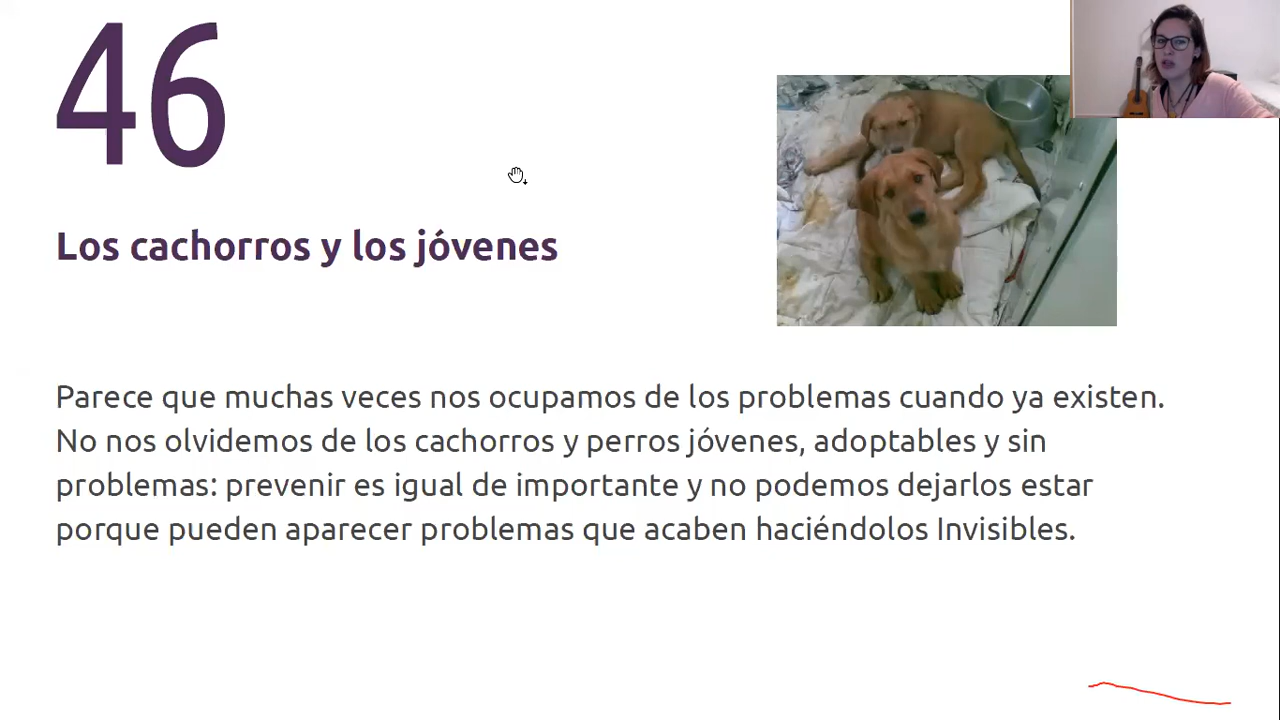 46
Los cachorros y los jóvenes
Parece que muchas veces nos ocupamos de los problemas cuando ya existen.
No nos olvidemos de los cachorros y perros jóvenes, adoptables y sin
problemas: prevenir es igual de importante y no podemos dejarlos estar
porque pueden aparecer problemas que acaben haciéndolos Invisibles.